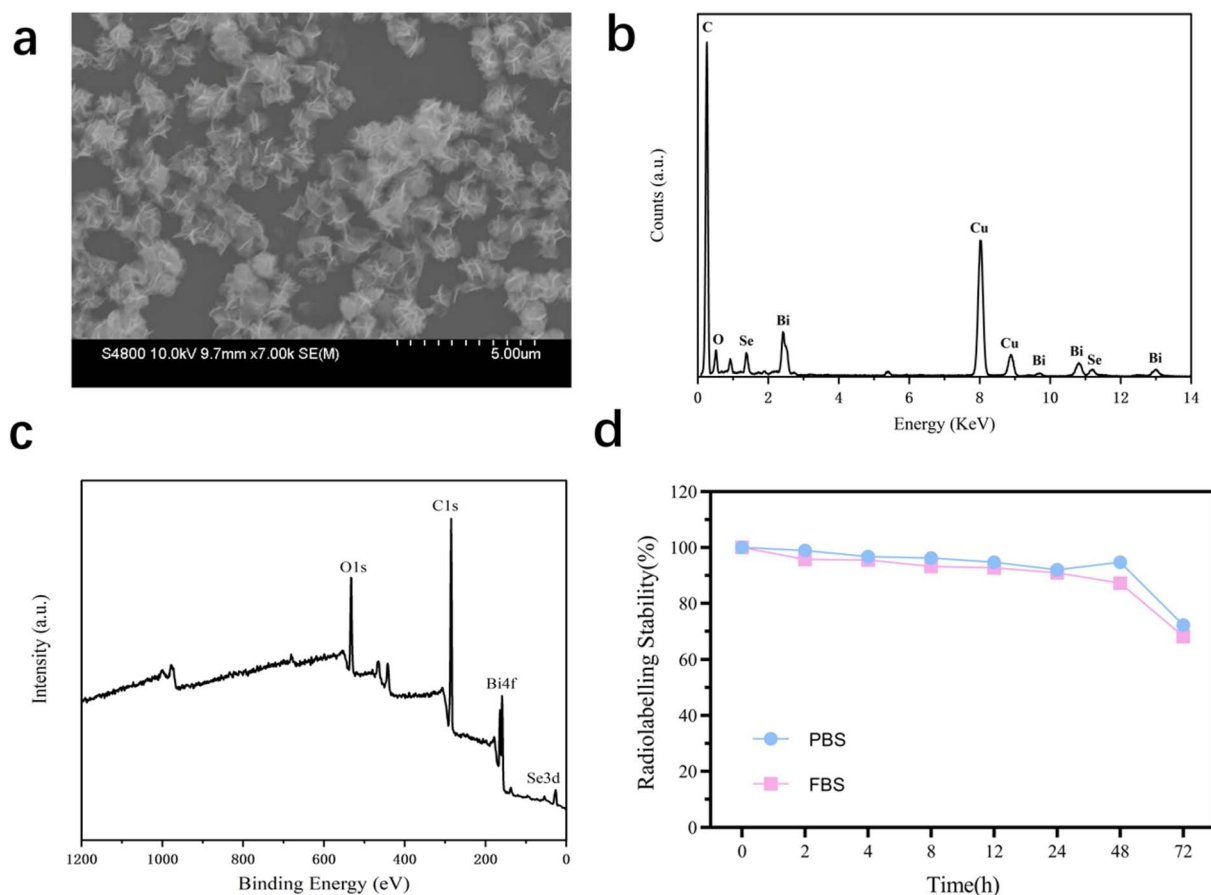 a
S4800 10.0kV 9.7mm x7.00k SE(M)
5.00um
b
C
O
Se
Bi
Cu
Cu
Bi
Bi
Se
Bi
Counts (a.u.)
0 2 4 6 8 10 12 14
Energy (KeV)
c
C1s
O1s
Bi4f
Se3d
Intensity (a.u.)
1200 1000 800 600 400 200 0
Binding Energy (eV)
d
120
100
80
60
40
20
0
Radiolabelling Stability(%)
PBS
FBS
0 2 4 8 12 24 48 72
Time(h)